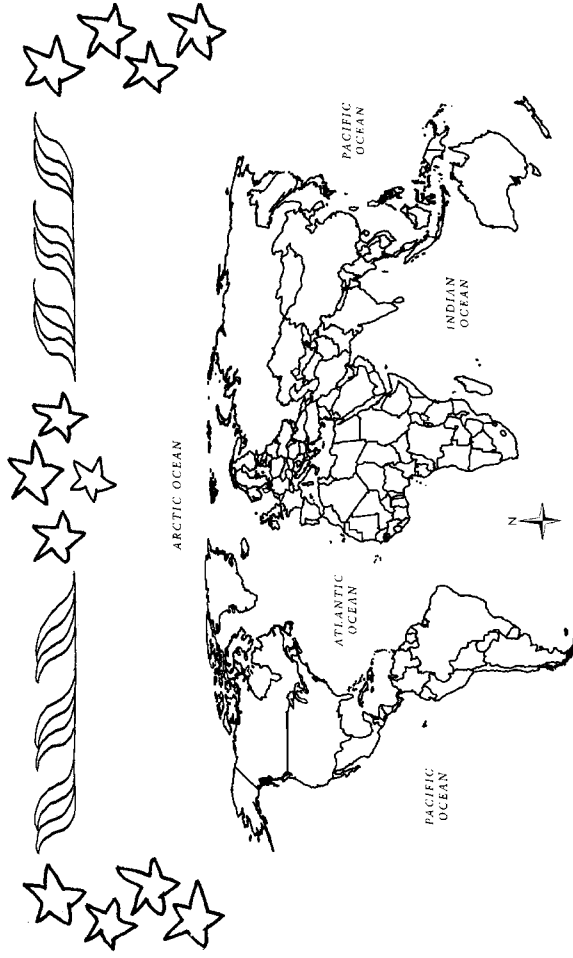 ARCTIC OCEAN
PACIFIC
OCEAN
ATLANTIC
OCEAN
INDIAN
OCEAN
PACIFIC
OCEAN
N